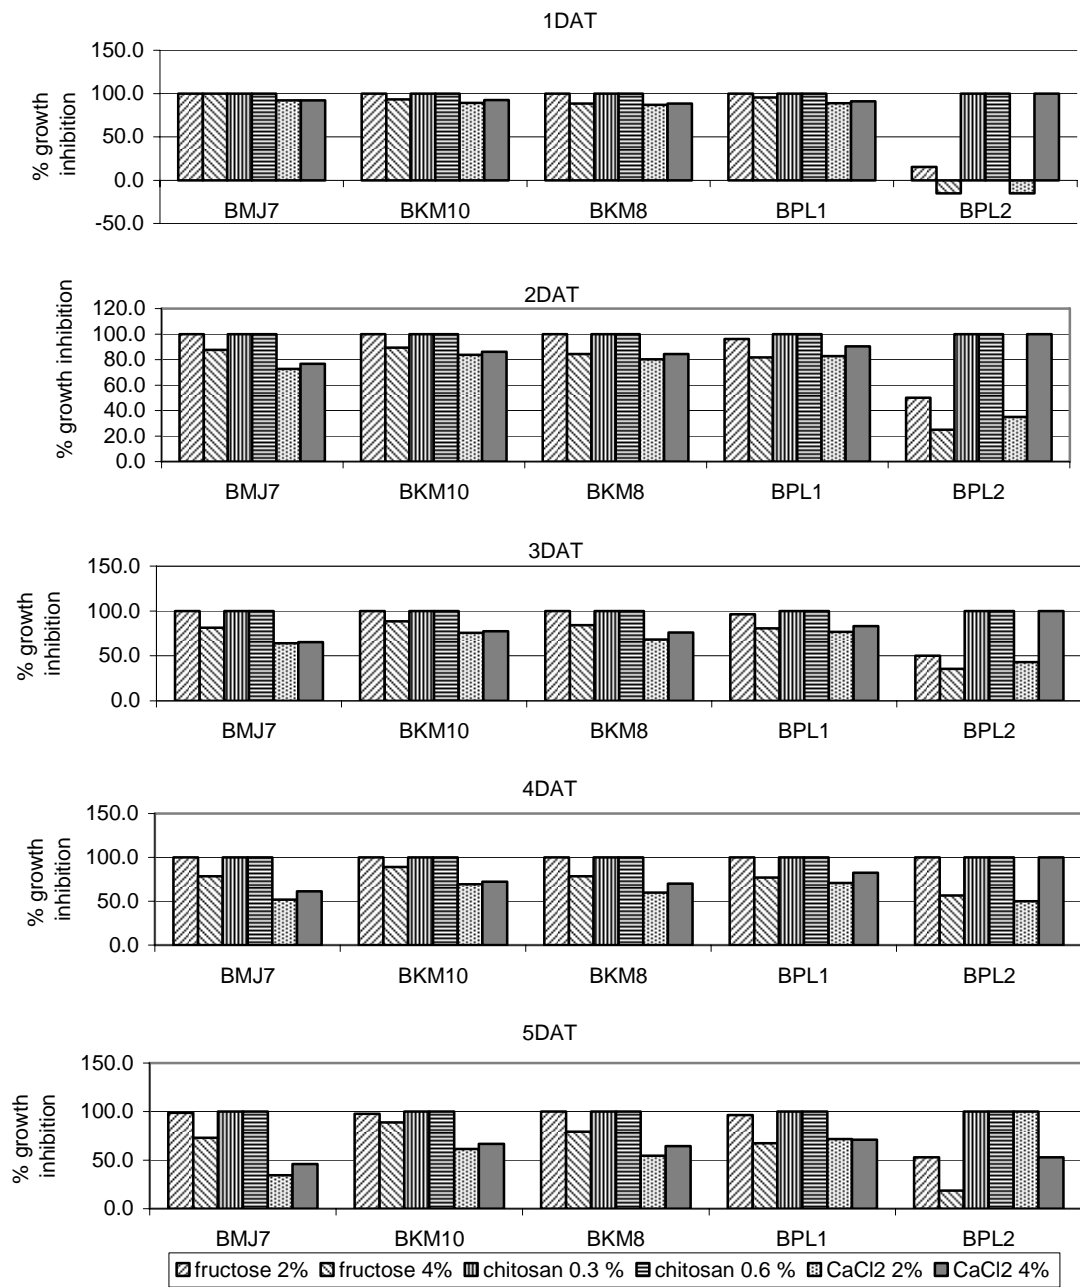 1DAT
150.0
100.0
50.0
0.0
-50.0
% growth
inhibition
BMJ7 BKM10 BKM8 BPL1 BPL2
2DAT
120.0
100.0
80.0
60.0
40.0
20.0
0.0
% growth inhibition
BMJ7 BKM10 BKM8 BPL1 BPL2
3DAT
150.0
100.0
50.0
0.0
% growth
inhibition
BMJ7 BKM10 BKM8 BPL1 BPL2
4DAT
150.0
100.0
50.0
0.0
% growth
inhibition
BMJ7 BKM10 BKM8 BPL1 BPL2
5DAT
150.0
100.0
50.0
0.0
% growth
inhibition
BMJ7 BKM10 BKM8 BPL1 BPL2
fructose 2% fructose 4% chitosan 0.3 % chitosan 0.6 % CaCl2 2% CaCl2 4%